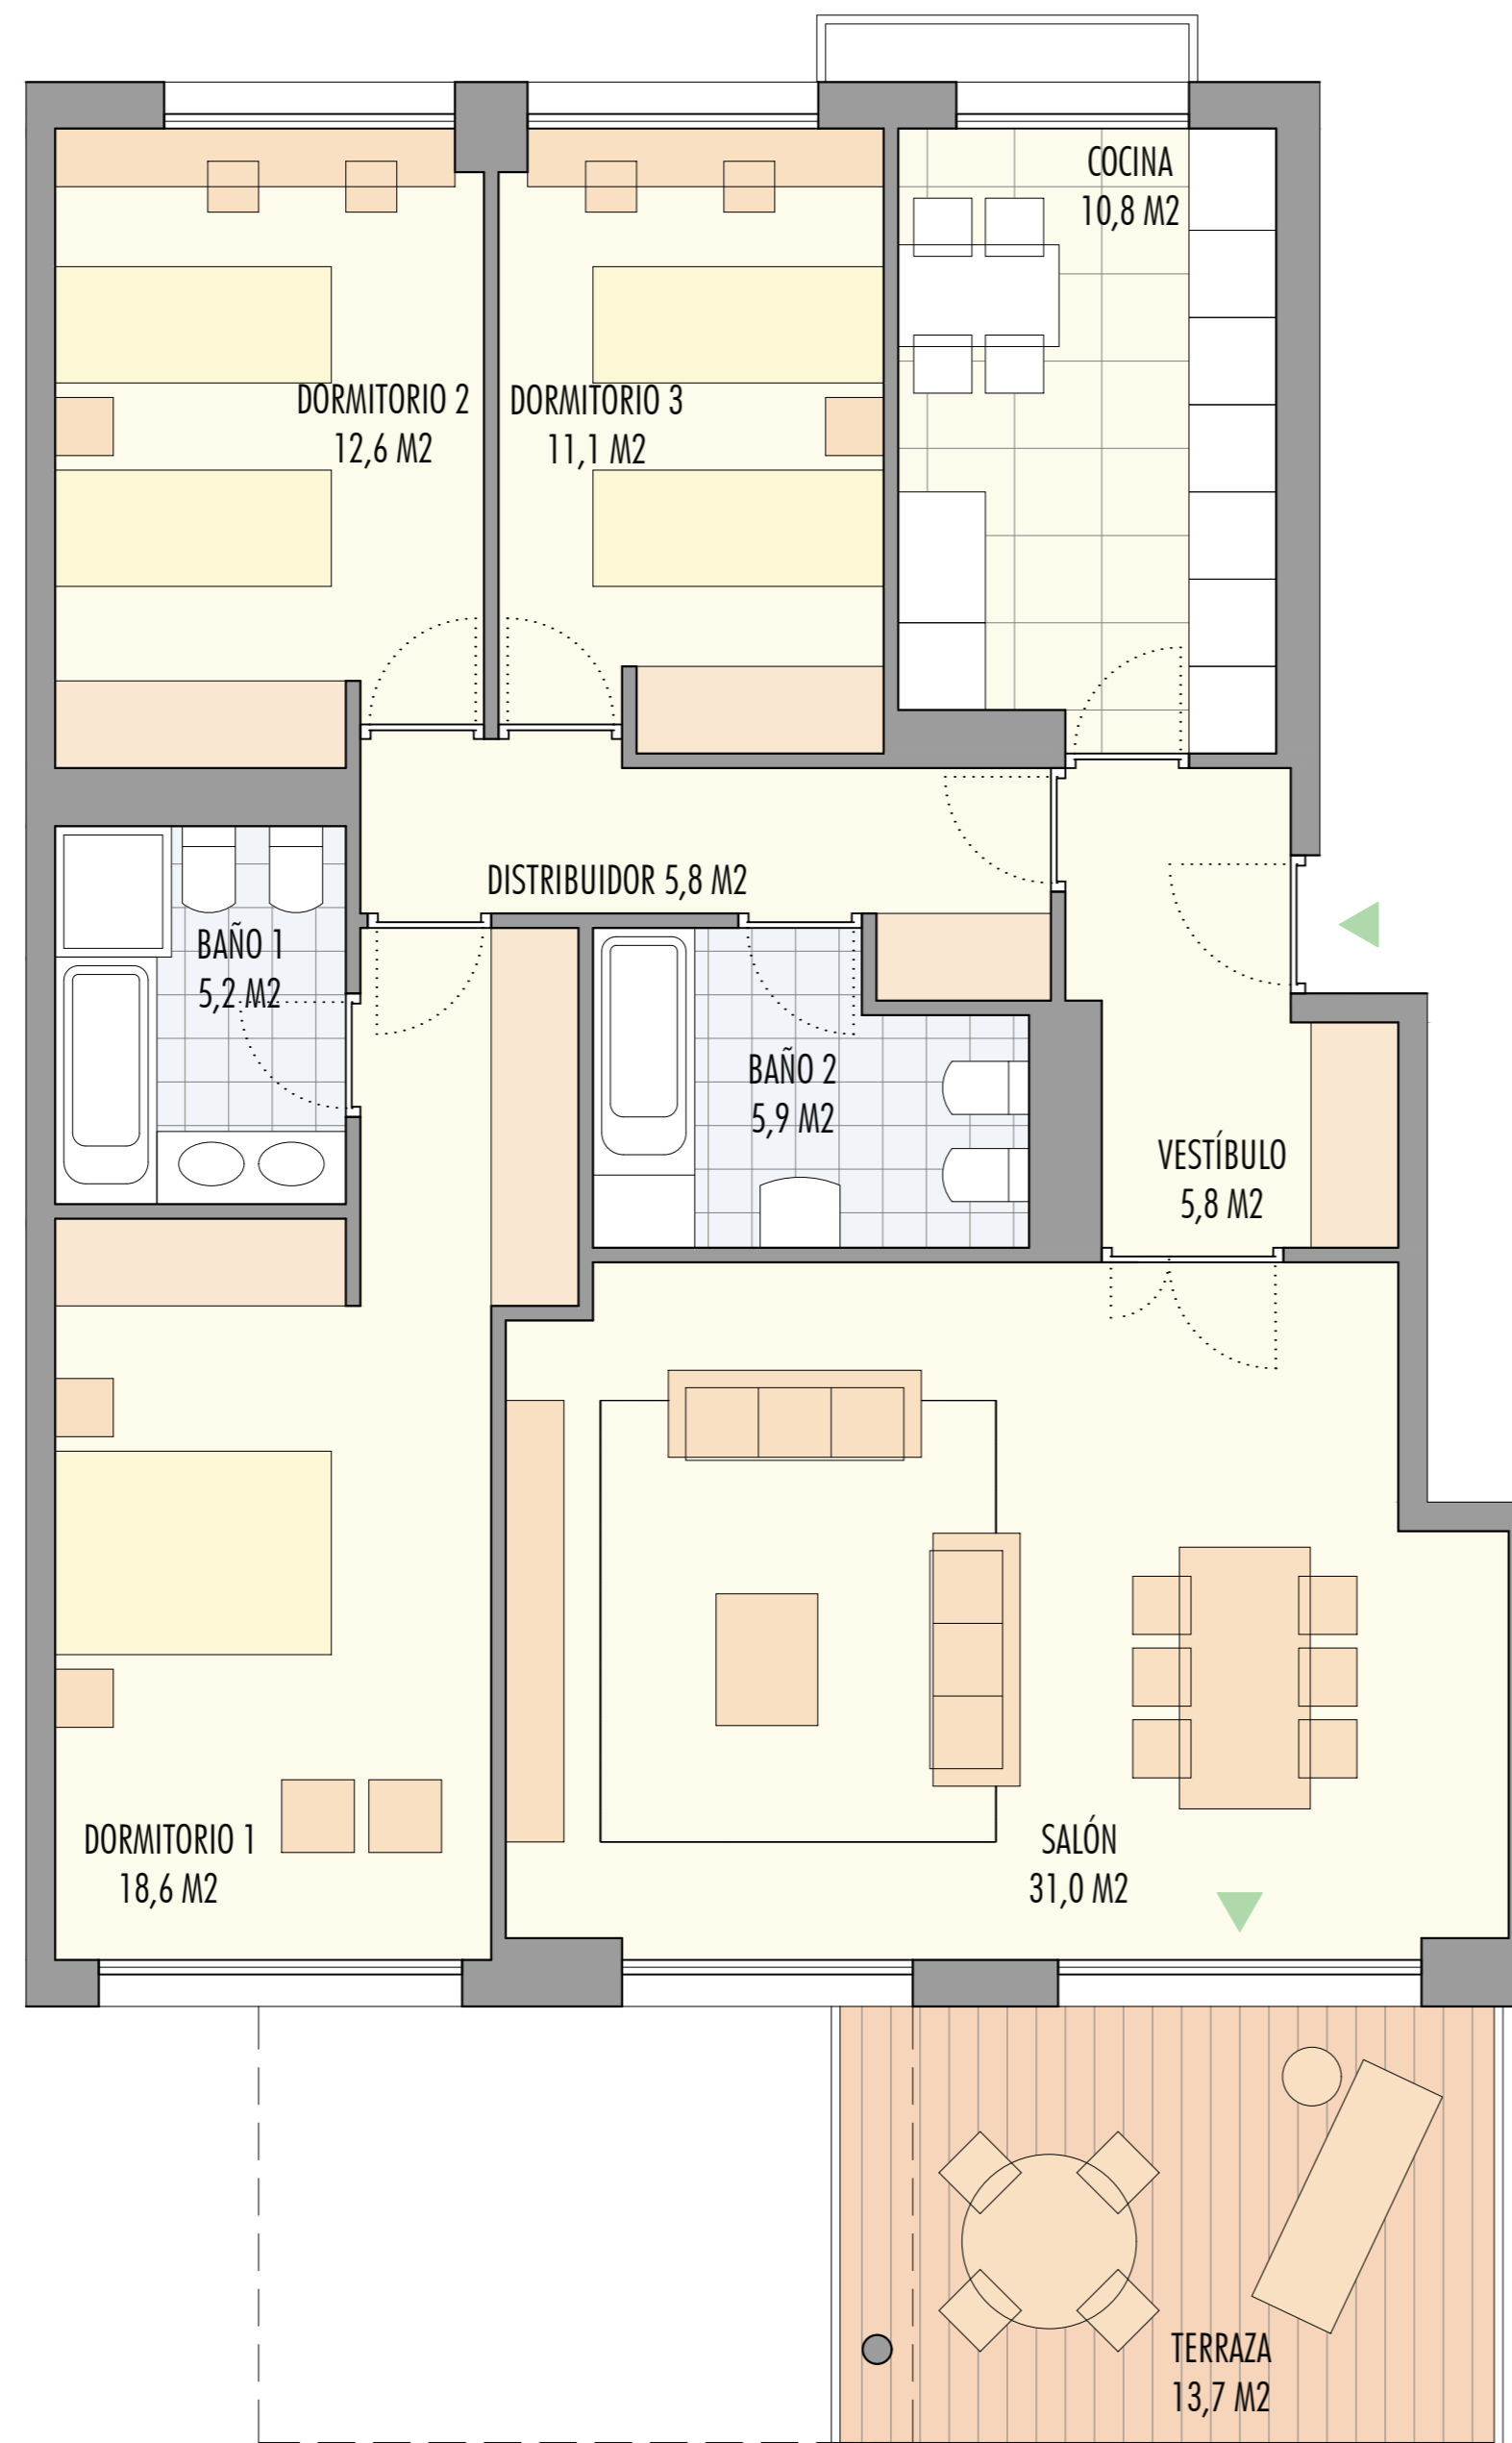 COCINA
10,8 M2
DORMITORIO 2
12,6 M2
DORMITORIO 3
11,1 M2
DISTRIBUIDOR 5,8 M2
BAÑO 1
5,2 M2
BAÑO 2
5,9 M2
VESTÍBULO
5,8 M2
DORMITORIO 1
18,6 M2
SALÓN
31,0 M2
TERRAZA
13,7 M2